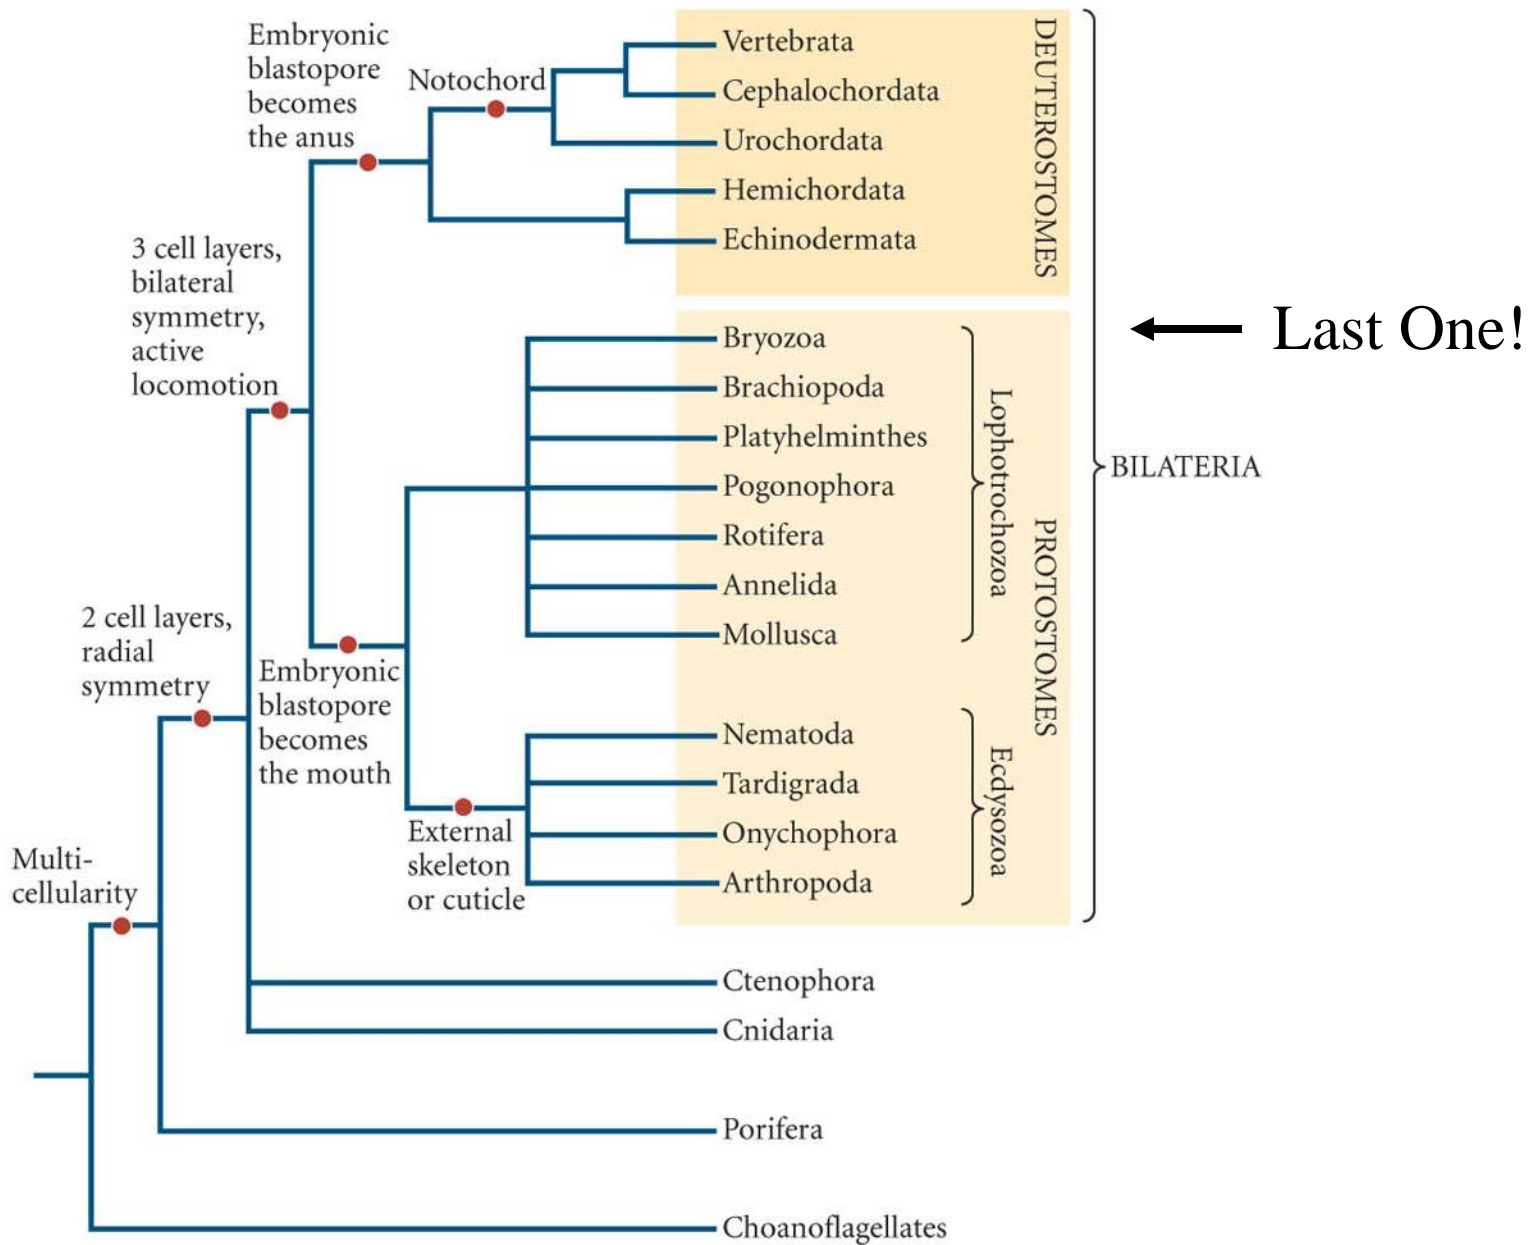 Embryonic
blastopore
becomes
the anus
Notochord
Vertebrata
Cephalochordata
Urochordata
Hemichordata
Echinodermata
DEUTEROSTOMES
3 cell layers,
bilateral
symmetry,
active
locomotion
Last One!
Bryozoa
Brachiopoda
Platyhelminthes
Pogonophora
Rotifera
Annelida
Mollusca
Lophotrochozoa
PROTOSTOMES
BILATERIA
2 cell layers,
radial
symmetry
Embryonic
blastopore
becomes
the mouth
Nematoda
Tardigrada
Onychophora
Arthropoda
Ecdysozoa
External
skeleton
or cuticle
Multi-
cellularity
Ctenophora
Cnidaria
Porifera
Choanoflagellates